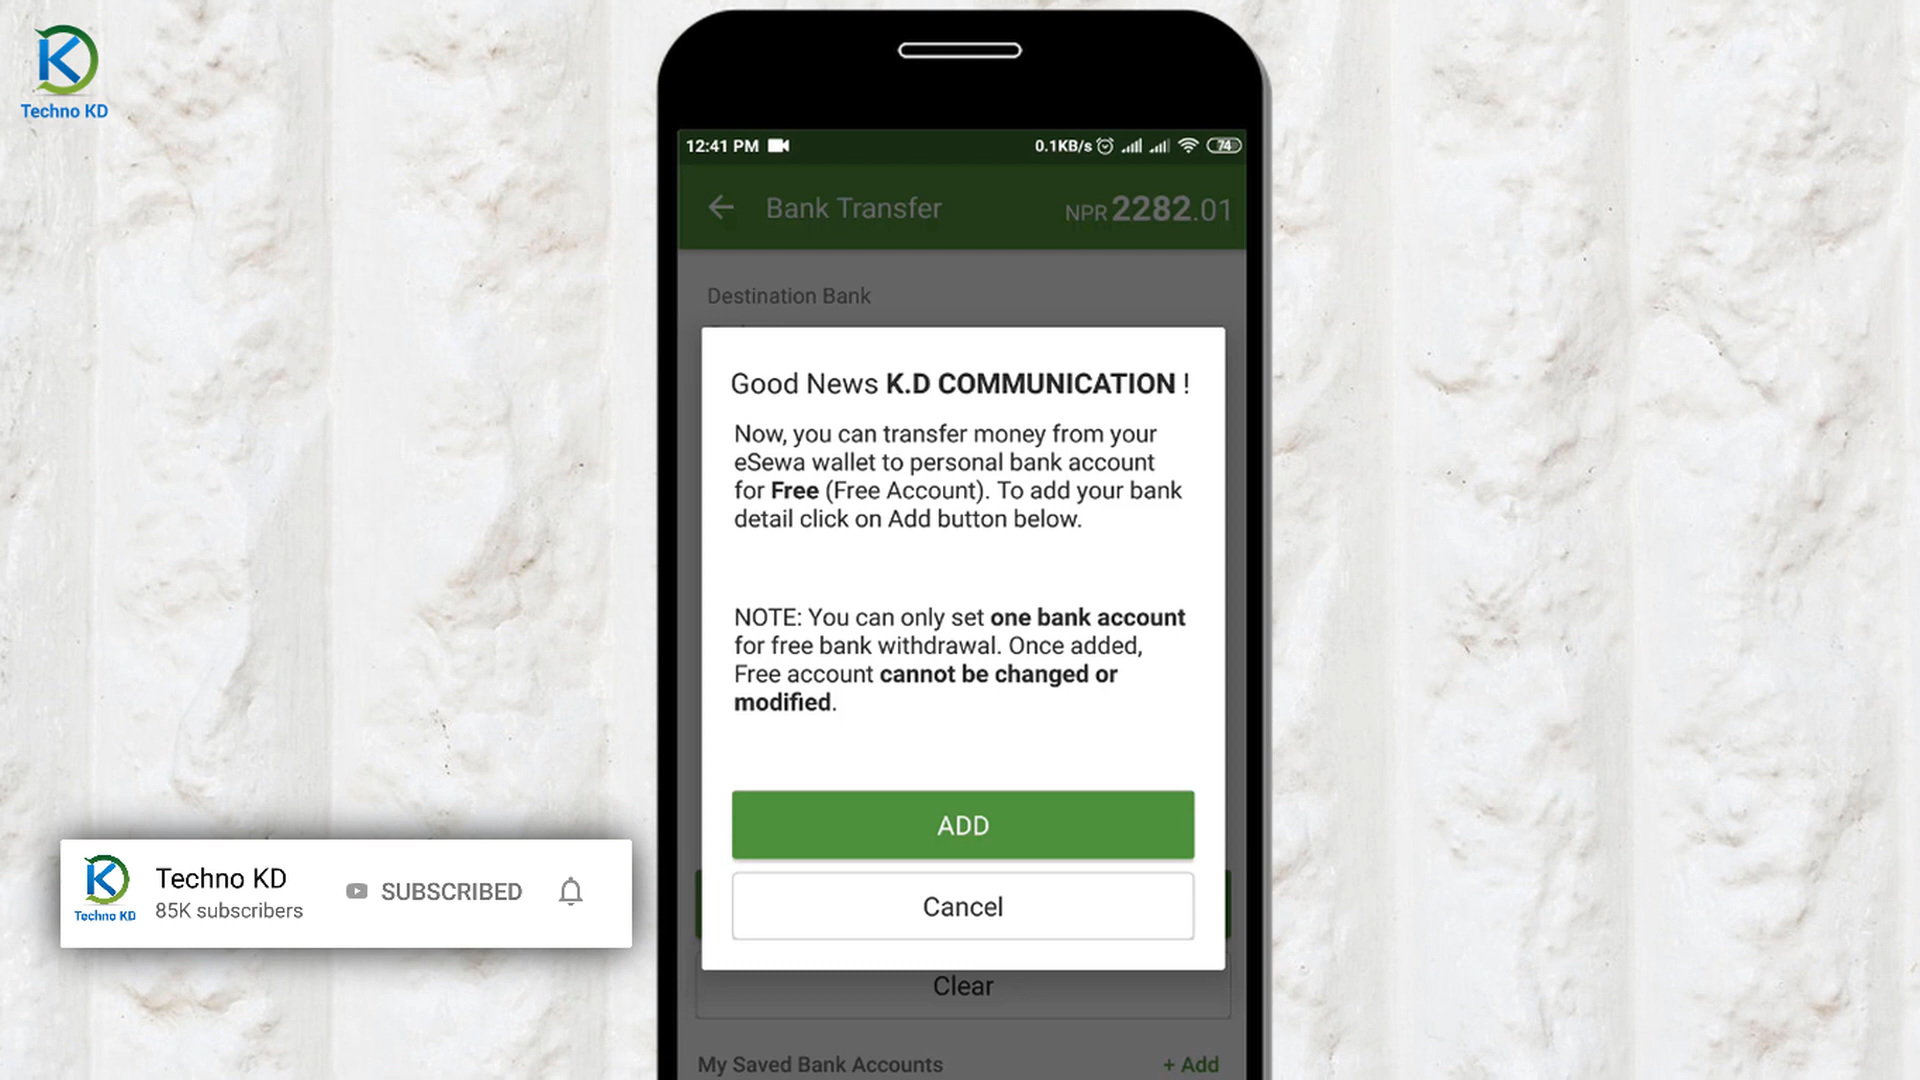 Techno KD
12:41 PM
0.1KB/s
74
Bank Transfer
NPR 2282.01
Destination Bank
Good News K.D COMMUNICATION !
Now, you can transfer money from your
eSewa wallet to personal bank account
for Free (Free Account). To add your bank
detail click on Add button below.
NOTE: You can only set one bank account
for free bank withdrawal. Once added,
Free account cannot be changed or
modified.
ADD
Cancel
Clear
My Saved Bank Accounts
+ Add
Techno KD
Techno KD
85K subscribers
SUBSCRIBED